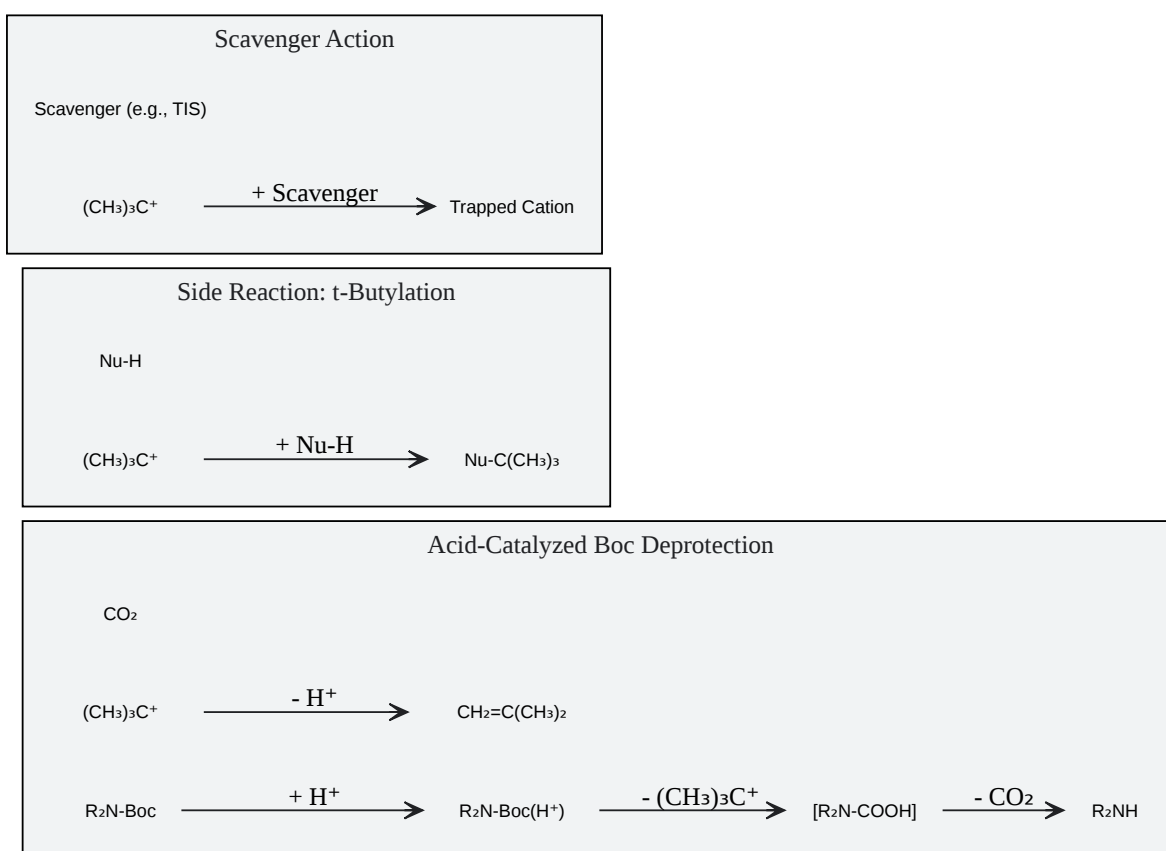 Scavenger Action
Scavenger (e.g., TIS)
(CH₃)₃C⁺ + Scavenger Trapped Cation
Side Reaction: t-Butylation
Nu-H
(CH₃)₃C⁺ + Nu-H Nu-C(CH₃)₃
Acid-Catalyzed Boc Deprotection
CO₂
(CH₃)₃C⁺ - H⁺ CH₂=C(CH₃)₂
R₂N-Boc + H⁺ R₂N-Boc(H⁺) - (CH₃)₃C⁺ [R₂N-COOH] - CO₂ R₂NH